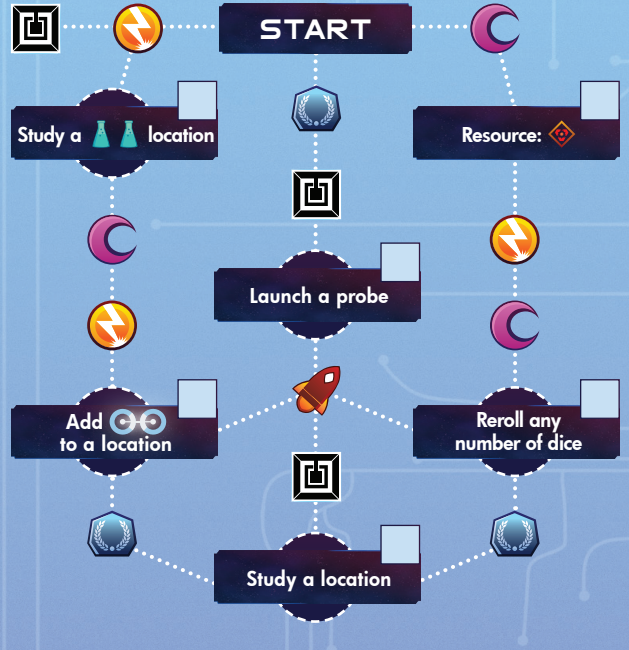 START
Study a location
Resource:
Launch a probe
Add
to a location
Reroll any
number of dice
Study a location